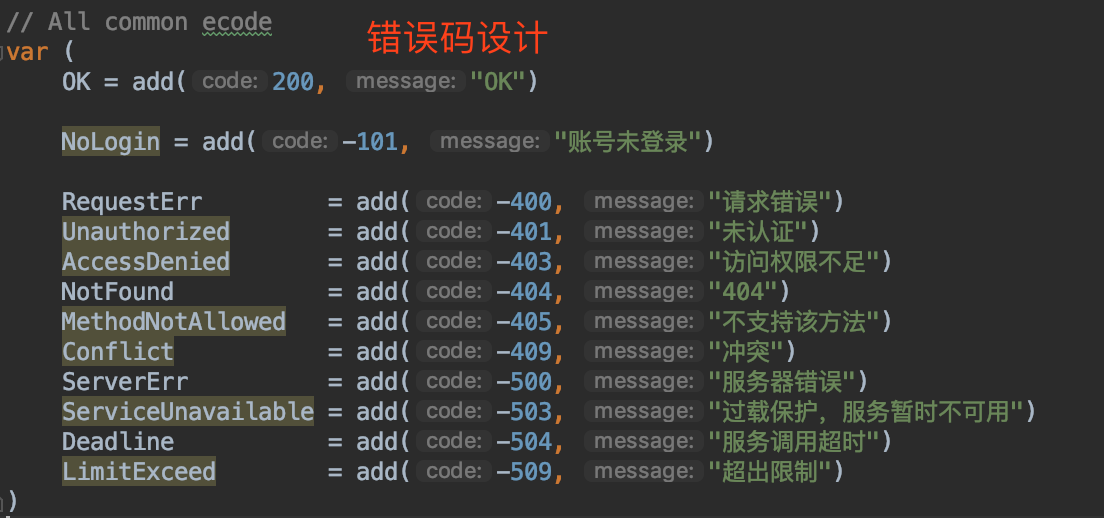 // All common ecode
错误码设计
var (
OK = add( code: 200, message: "OK")
NoLogin = add( code: -101, message: "账号未登录")
RequestErr = add( code: -400, message: "请求错误")
Unauthorized = add( code: -401, message: "未认证")
AccessDenied = add( code: -403, message: "访问权限不足")
NotFound = add( code: -404, message: "404")
MethodNotAllowed = add( code: -405, message: "不支持该方法")
Conflict = add( code: -409, message: "冲突")
ServerErr = add( code: -500, message: "服务器错误")
ServiceUnavailable = add( code: -503, message: "过载保护，服务暂时不可用")
Deadline = add( code: -504, message: "服务调用超时")
LimitExceed = add( code: -509, message: "超出限制")
)